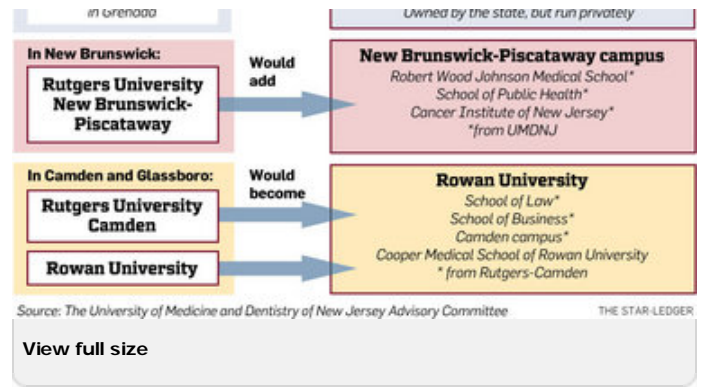 in Grenada
Owned by the state, but run privately
In New Brunswick:
Rutgers University
New Brunswick-
Piscataway
Would
add
New Brunswick-Piscataway campus
Robert Wood Johnson Medical School*
School of Public Health*
Cancer Institute of New Jersey*
*from UMDNJ
In Camden and Glassboro:
Rutgers University
Camden
Rowan University
Would
become
Rowan University
School of Law*
School of Business*
Camden campus*
Cooper Medical School of Rowan University
* from Rutgers-Camden
Source: The University of Medicine and Dentistry of New Jersey Advisory Committee
THE STAR-LEDGER
View full size